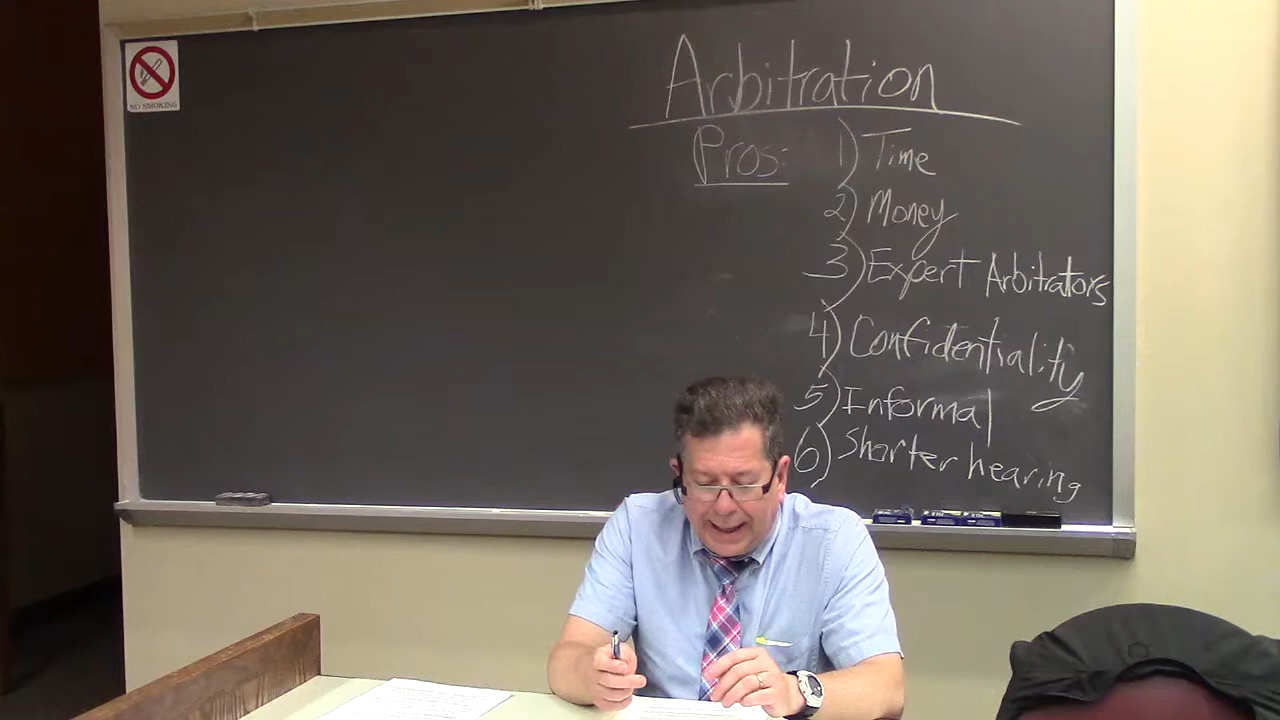 NO SMOKING
Arbitration
Pros: 1) Time
2) Money
3) Expert Arbitrators
4) Confidentiality
5) Informal
6) Shorter hearing